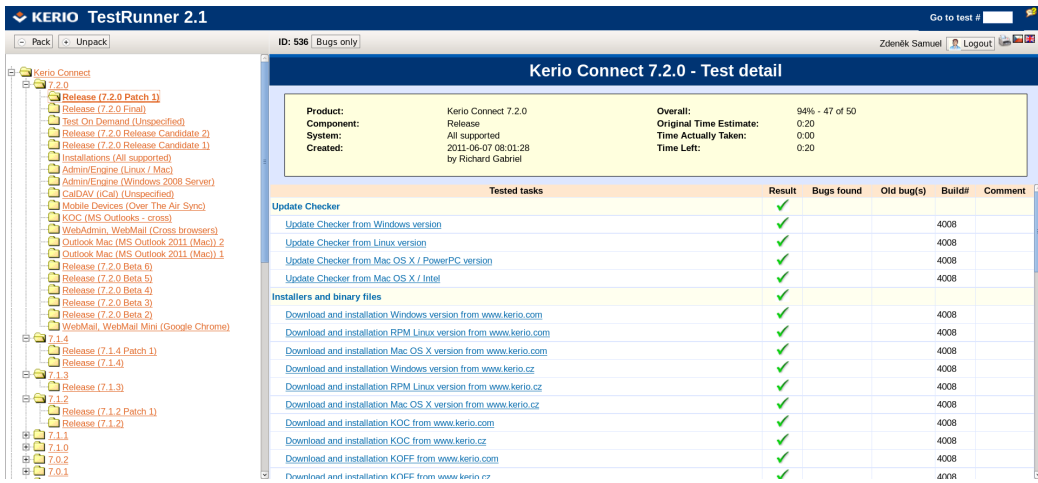 KERIO TestRunner 2.1
Go to test #
Pack
Unpack
ID: 536
Bugs only
Zdeněk Samuel
Logout
Kerio Connect
7.2.0
Release (7.2.0 Patch 1)
Release (7.2.0 Final)
Test On Demand (Unspecified)
Release (7.2.0 Release Candidate 2)
Release (7.2.0 Release Candidate 1)
Installations (All supported)
Admin/Engine (Linux / Mac)
Admin/Engine (Windows 2008 Server)
CalDAV (iCal) (Unspecified)
Mobile Devices (Over The Air Sync)
KOC (MS Outlooks - cross)
WebAdmin, WebMail (Cross browsers)
Outlook Mac (MS Outlook 2011 (Mac)) 2
Outlook Mac (MS Outlook 2011 (Mac)) 1
Release (7.2.0 Beta 6)
Release (7.2.0 Beta 5)
Release (7.2.0 Beta 4)
Release (7.2.0 Beta 3)
Release (7.2.0 Beta 2)
WebMail, WebMail Mini (Google Chrome)
7.1.4
Release (7.1.4 Patch 1)
Release (7.1.4)
7.1.3
Release (7.1.3)
7.1.2
Release (7.1.2 Patch 1)
Release (7.1.2)
7.1.1
7.1.0
7.0.2
7.0.1
Kerio Connect 7.2.0 - Test detail
Product: Kerio Connect 7.2.0 Overall: 94% - 47 of 50
Component: Release Original Time Estimate: 0:20
System: All supported Time Actually Taken: 0:00
Created: 2011-06-07 08:01:28 Time Left: 0:20
by Richard Gabriel
Tested tasks Result Bugs found Old bug(s) Build# Comment
Update Checker
Update Checker from Windows version 4008
Update Checker from Linux version 4008
Update Checker from Mac OS X / PowerPC version 4008
Update Checker from Mac OS X / Intel 4008
Installers and binary files
Download and installation Windows version from www.kerio.com 4008
Download and installation RPM Linux version from www.kerio.com 4008
Download and installation Mac OS X version from www.kerio.com 4008
Download and installation Windows version from www.kerio.cz 4008
Download and installation RPM Linux version from www.kerio.cz 4008
Download and installation Mac OS X version from www.kerio.cz 4008
Download and installation KOC from www.kerio.com 4008
Download and installation KOC from www.kerio.cz 4008
Download and installation KOFF from www.kerio.com 4008
Download and installation KOFF from www.kerio.cz 4008